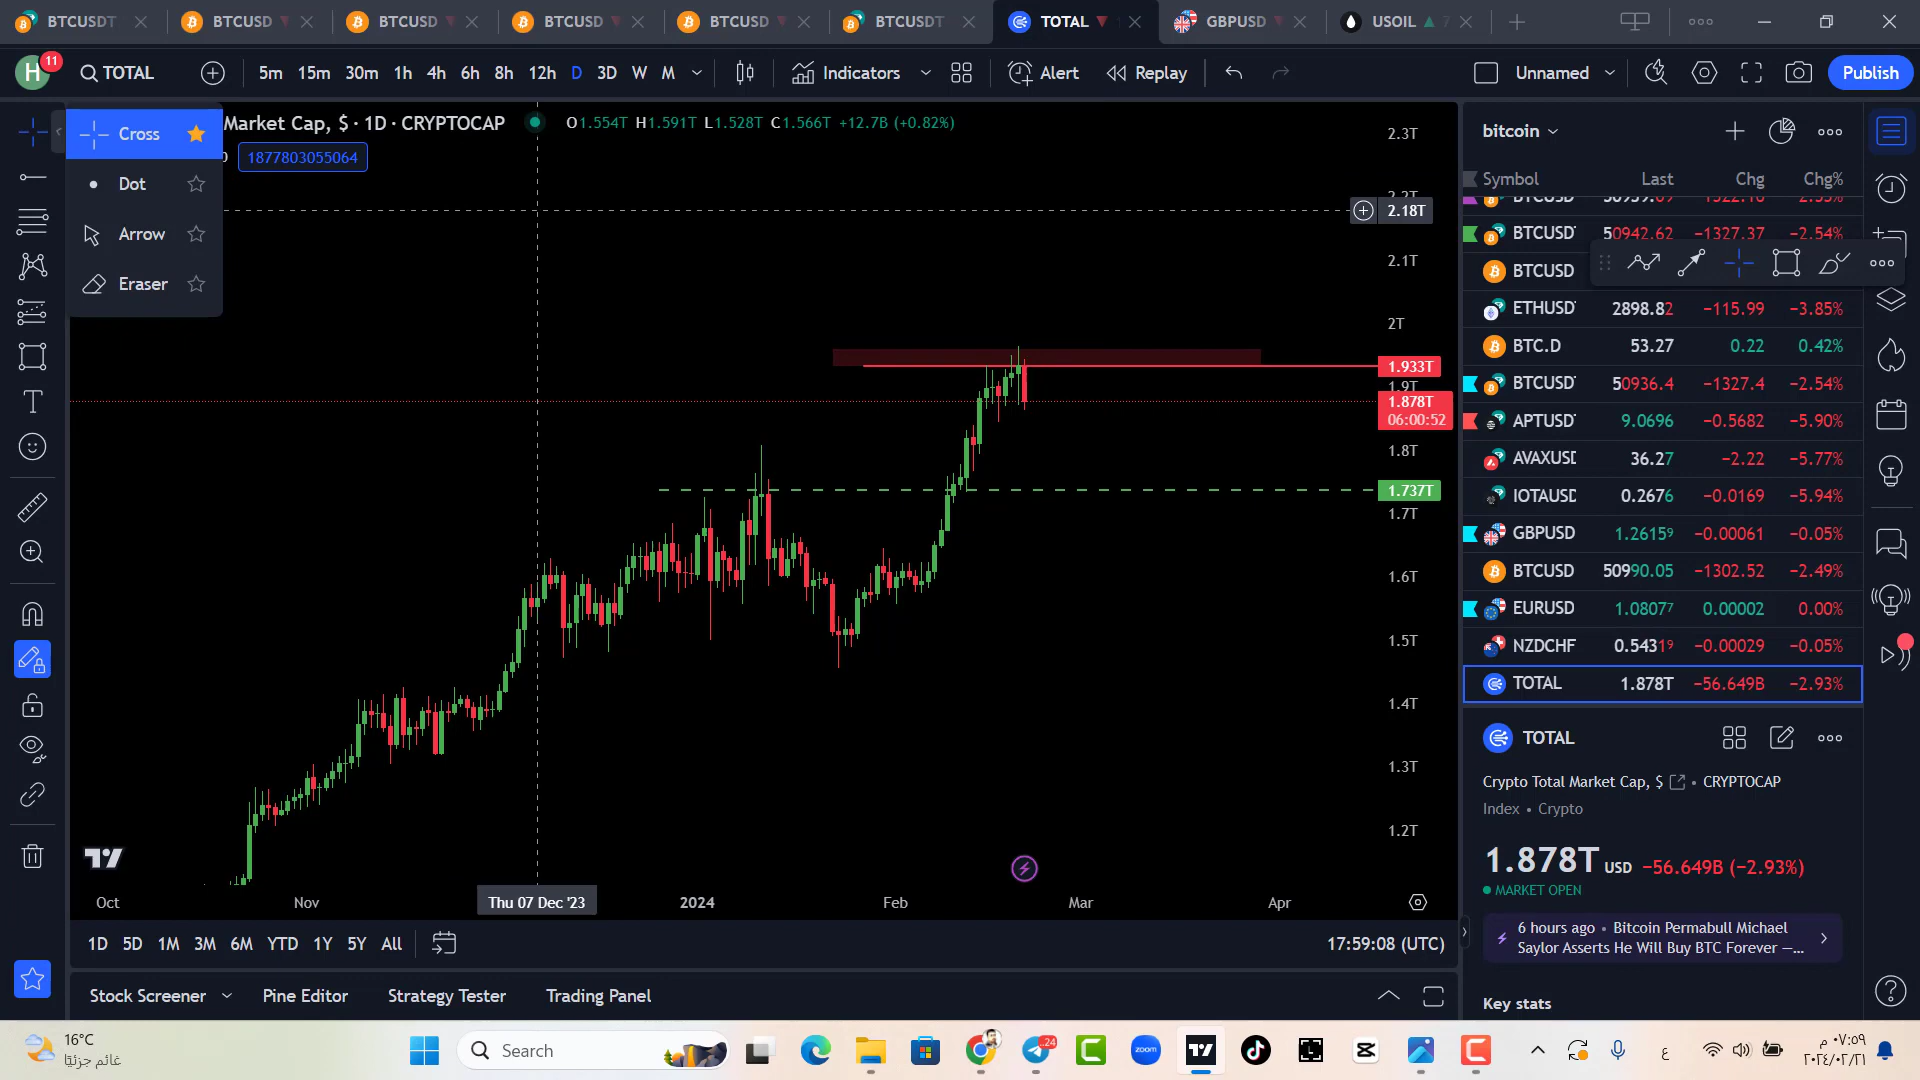 BTCUSDT
BTCUSD
BTCUSD
BTCUSD
BTCUSD
BTCUSDT
TOTAL
GBPUSD
USOIL
7
H
11
TOTAL
5m 15m 30m 1h 4h 6h 8h 12h D 3D W M
Indicators
Alert
Replay
Unnamed
Publish
Cross
Dot
Arrow
Eraser
Market Cap, $ · 1D · CRYPTOCAP
O1.554T H1.591T L1.528T C1.566T +12.7B (+0.82%)
1877803055064
2.3T
2.2T
2.18T
2.1T
2T
1.933T
1.9T
1.878T
06:00:52
1.8T
1.737T
1.7T
1.6T
1.5T
1.4T
1.3T
1.2T
Oct Nov Thu 07 Dec '23 2024 Feb Mar Apr
1D 5D 1M 3M 6M YTD 1Y 5Y All
17:59:08 (UTC)
Stock Screener
Pine Editor
Strategy Tester
Trading Panel
bitcoin
Symbol Last Chg Chg%
BTCUSD
BTCUSDT 50942.62 −1327.37 −2.54%
BTCUSD
ETHUSDT 2898.82 −115.99 −3.85%
BTC.D 53.27 0.22 0.42%
BTCUSDT 50936.4 −1327.4 −2.54%
APTUSDT 9.0696 −0.5682 −5.90%
AVAXUSD 36.27 −2.22 −5.77%
IOTAUSD 0.2676 −0.0169 −5.94%
GBPUSD 1.26159 −0.00061 −0.05%
BTCUSD 50990.05 −1302.52 −2.49%
EURUSD 1.08077 0.00002 0.00%
NZDCHF 0.54319 −0.00029 −0.05%
TOTAL 1.878T −56.649B −2.93%
TOTAL
Crypto Total Market Cap, $ • CRYPTOCAP
Index • Crypto
1.878T USD −56.649B (−2.93%)
MARKET OPEN
6 hours ago • Bitcoin Permabull Michael
Saylor Asserts He Will Buy BTC Forever —...
Key stats
16°C
غائم جزئيًا
Search
..24
zoom
ع
٠٧:٥٩ م
٢٠٢٤/٠٢/٢١